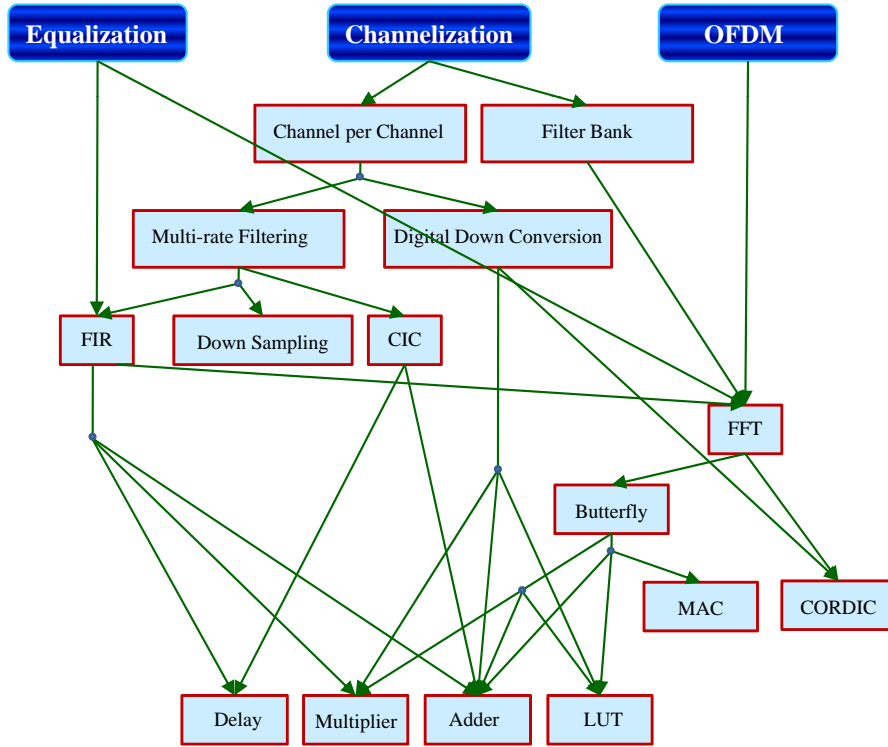 Equalization
Channelization
OFDM
Channel per Channel
Filter Bank
Multi-rate Filtering
Digital Down Conversion
FIR
Down Sampling
CIC
FFT
Butterfly
MAC
CORDIC
Delay
Multiplier
Adder
LUT